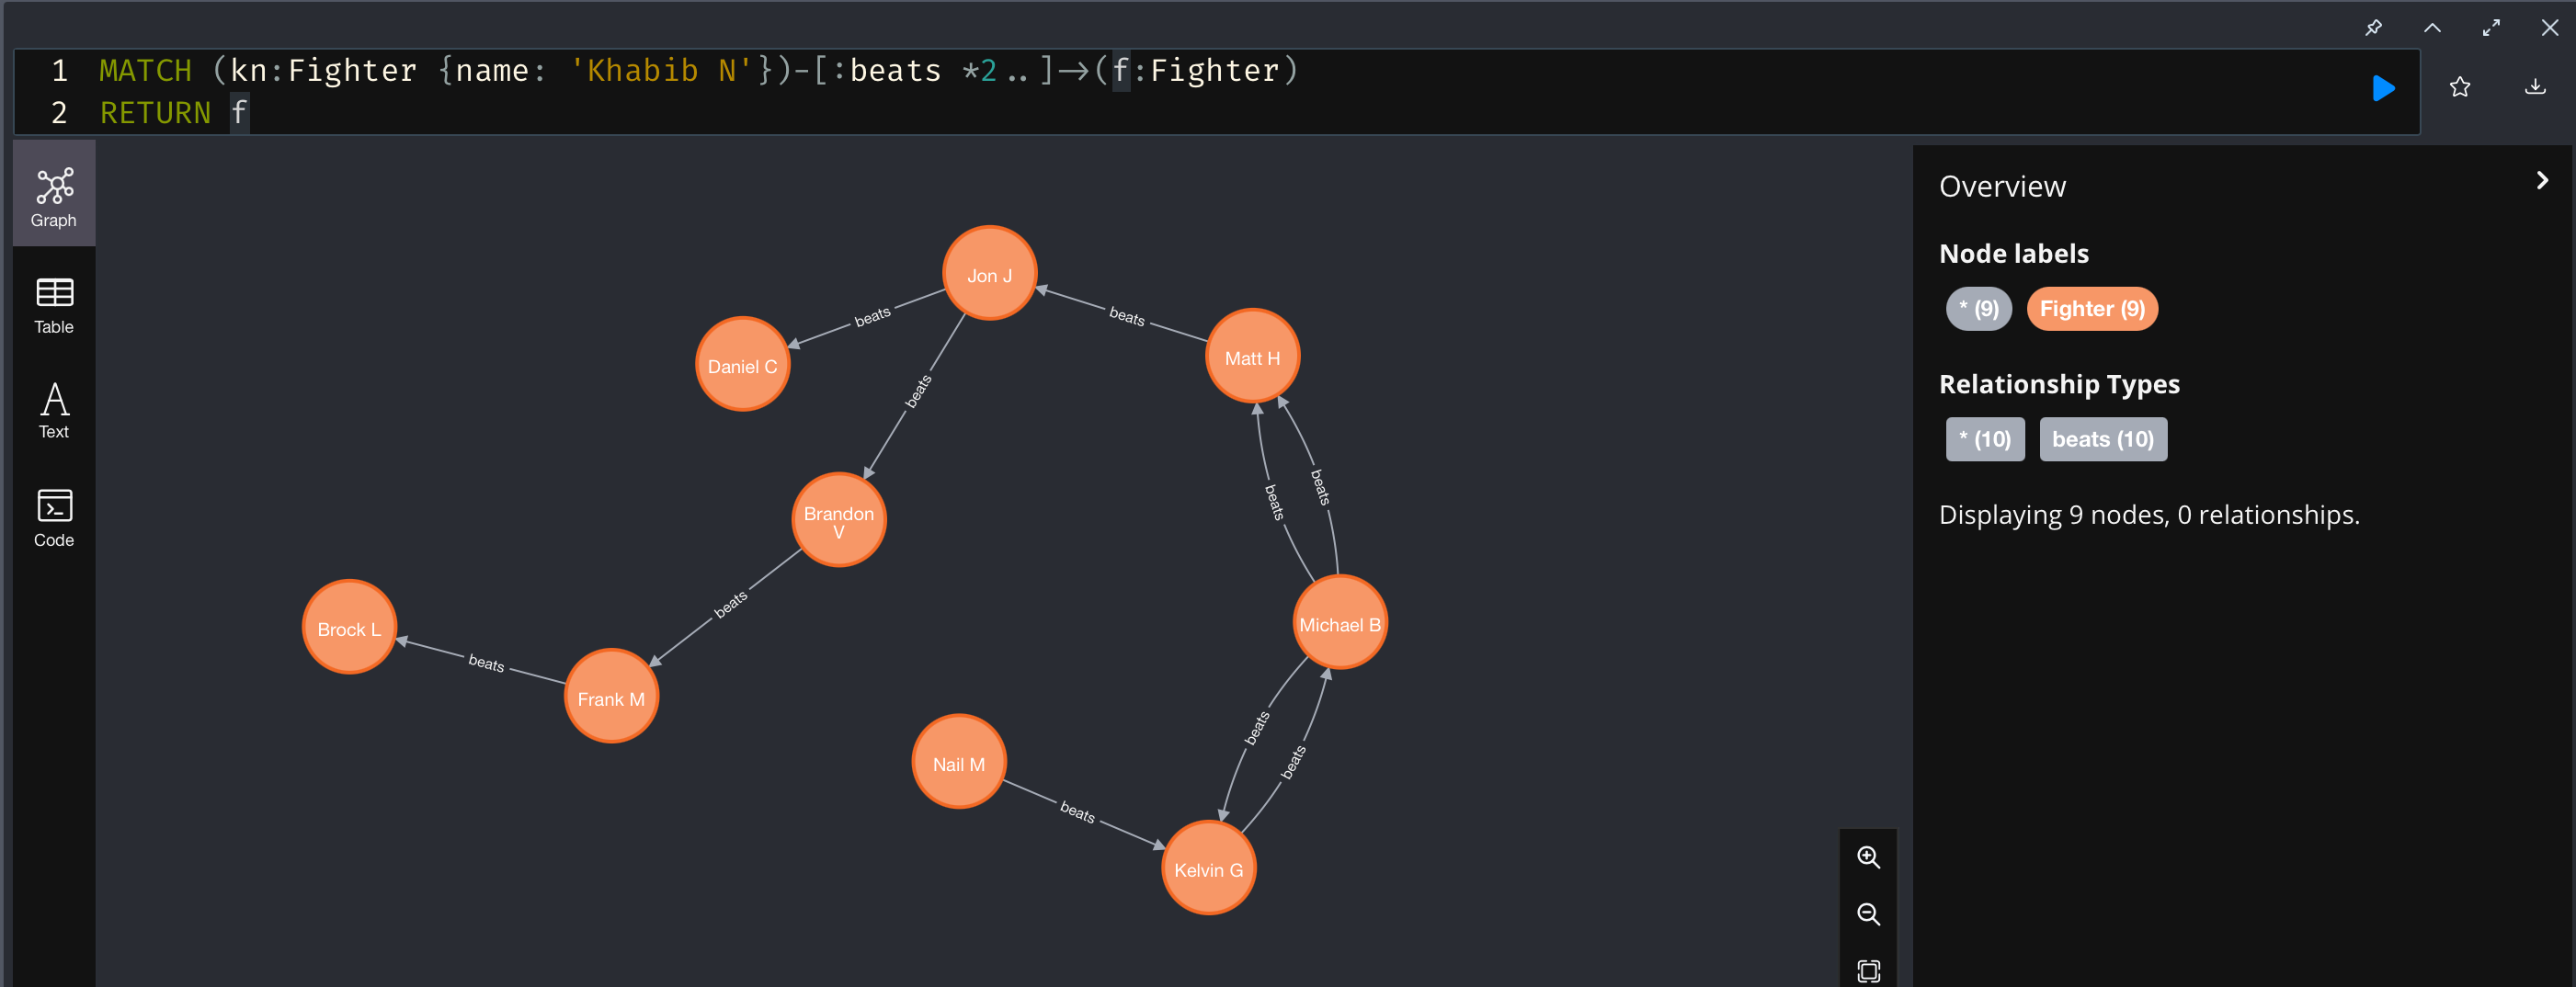 1 MATCH (kn:Fighter {name: 'Khabib N'})-[:beats *2..]->(f:Fighter)
2 RETURN f
Graph
Table
Text
Code
Jon J
beats
beats
Daniel C
Matt H
beats
beats
Brandon
V
beats
beats
Michael B
beats
Brock L
beats
Frank M
beats
beats
Nail M
beats
Kelvin G
Overview
Node labels
* (9) Fighter (9)
Relationship Types
* (10) beats (10)
Displaying 9 nodes, 0 relationships.